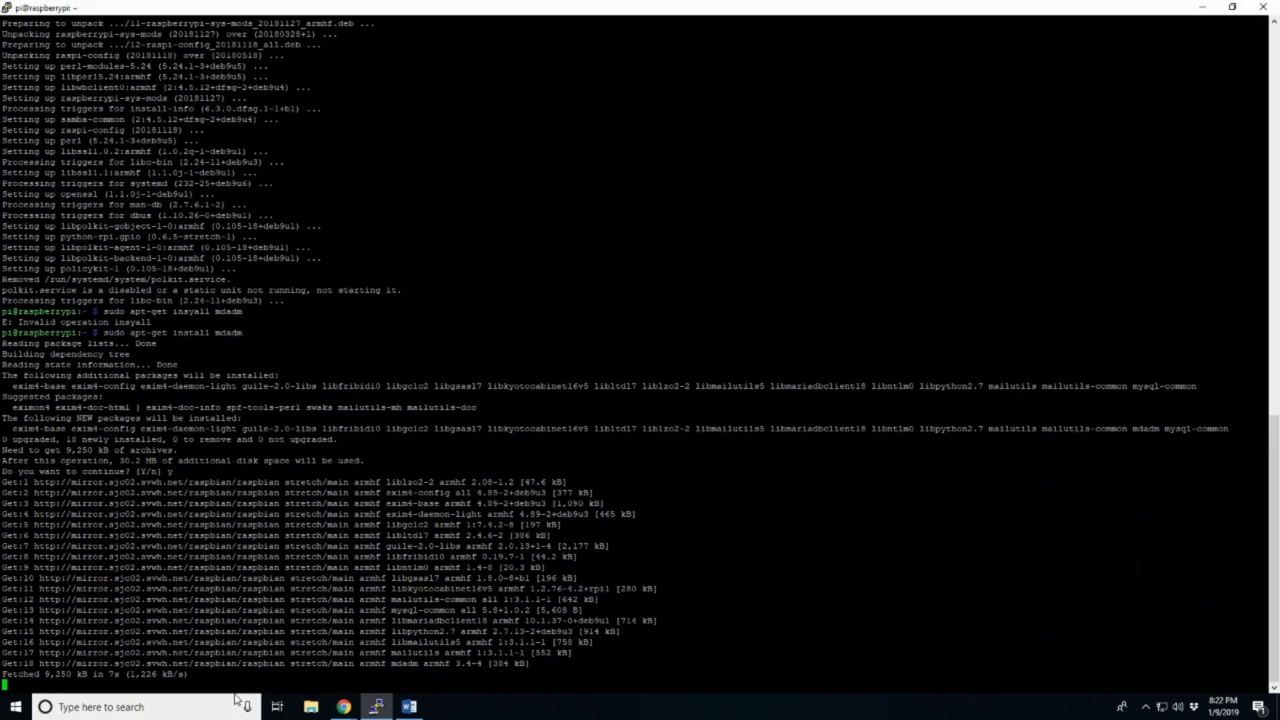 pi@raspberrypi: ~
Preparing to unpack .../11-raspberrypi-sys-mods_20181127_armhf.deb ...
Unpacking raspberrypi-sys-mods (20181127) over (20180328+1) ...
Preparing to unpack .../12-raspi-config_20181118_all.deb ...
Unpacking raspi-config (20181118) over (20180518) ...
Setting up perl-modules-5.24 (5.24.1-3+deb9u5) ...
Setting up libperl5.24:armhf (5.24.1-3+deb9u5) ...
Setting up libwbclient0:armhf (2:4.5.12+dfsg-2+deb9u4) ...
Setting up raspberrypi-sys-mods (20181127) ...
Processing triggers for install-info (6.3.0.dfsg.1-1+b1) ...
Setting up samba-common (2:4.5.12+dfsg-2+deb9u4) ...
Setting up raspi-config (20181118) ...
Setting up perl (5.24.1-3+deb9u5) ...
Setting up libssl1.0.2:armhf (1.0.2q-1~deb9u1) ...
Processing triggers for libc-bin (2.24-11+deb9u3) ...
Setting up libssl1.1:armhf (1.1.0j-1~deb9u1) ...
Processing triggers for systemd (232-25+deb9u6) ...
Setting up openssl (1.1.0j-1~deb9u1) ...
Processing triggers for man-db (2.7.6.1-2) ...
Processing triggers for dbus (1.10.26-0+deb9u1) ...
Setting up libpolkit-gobject-1-0:armhf (0.105-18+deb9u1) ...
Setting up python-rpi.gpio (0.6.5~stretch-1) ...
Setting up libpolkit-agent-1-0:armhf (0.105-18+deb9u1) ...
Setting up libpolkit-backend-1-0:armhf (0.105-18+deb9u1) ...
Setting up policykit-1 (0.105-18+deb9u1) ...
Removed /run/systemd/system/polkit.service.
polkit.service is a disabled or a static unit not running, not starting it.
Processing triggers for libc-bin (2.24-11+deb9u3) ...
pi@raspberrypi:~ $ sudo apt-get insyall mdadm
E: Invalid operation insyall
pi@raspberrypi:~ $ sudo apt-get install mdadm
Reading package lists... Done
Building dependency tree
Reading state information... Done
The following additional packages will be installed:
exim4-base exim4-config exim4-daemon-light guile-2.0-libs libfribidi0 libgc1c2 libgsasl7 libkyotocabinet16v5 libltdl7 liblzo2-2 libmailutils5 libmariadbclient18 libntlm0 libpython2.7 mailutils mailutils-common mysql-common
Suggested packages:
eximon4 exim4-doc-html | exim4-doc-info spf-tools-perl swaks mailutils-mh mailutils-doc
The following NEW packages will be installed:
exim4-base exim4-config exim4-daemon-light guile-2.0-libs libfribidi0 libgc1c2 libgsasl7 libkyotocabinet16v5 libltdl7 liblzo2-2 libmailutils5 libmariadbclient18 libntlm0 libpython2.7 mailutils mailutils-common mdadm mysql-common
0 upgraded, 18 newly installed, 0 to remove and 0 not upgraded.
Need to get 9,250 kB of archives.
After this operation, 30.2 MB of additional disk space will be used.
Do you want to continue? [Y/n] y
Get:1 http://mirror.sjc02.svwh.net/raspbian/raspbian stretch/main armhf liblzo2-2 armhf 2.08-1.2 [47.6 kB]
Get:2 http://mirror.sjc02.svwh.net/raspbian/raspbian stretch/main armhf exim4-config all 4.89-2+deb9u3 [377 kB]
Get:3 http://mirror.sjc02.svwh.net/raspbian/raspbian stretch/main armhf exim4-base armhf 4.89-2+deb9u3 [1,090 kB]
Get:4 http://mirror.sjc02.svwh.net/raspbian/raspbian stretch/main armhf exim4-daemon-light armhf 4.89-2+deb9u3 [465 kB]
Get:5 http://mirror.sjc02.svwh.net/raspbian/raspbian stretch/main armhf libgc1c2 armhf 1:7.4.2-8 [197 kB]
Get:6 http://mirror.sjc02.svwh.net/raspbian/raspbian stretch/main armhf libltdl7 armhf 2.4.6-2 [386 kB]
Get:7 http://mirror.sjc02.svwh.net/raspbian/raspbian stretch/main armhf guile-2.0-libs armhf 2.0.13+1-4 [2,177 kB]
Get:8 http://mirror.sjc02.svwh.net/raspbian/raspbian stretch/main armhf libfribidi0 armhf 0.19.7-1 [44.2 kB]
Get:9 http://mirror.sjc02.svwh.net/raspbian/raspbian stretch/main armhf libntlm0 armhf 1.4-8 [20.3 kB]
Get:10 http://mirror.sjc02.svwh.net/raspbian/raspbian stretch/main armhf libgsasl7 armhf 1.8.0-8+b1 [196 kB]
Get:11 http://mirror.sjc02.svwh.net/raspbian/raspbian stretch/main armhf libkyotocabinet16v5 armhf 1.2.76-4.2+rpi1 [280 kB]
Get:12 http://mirror.sjc02.svwh.net/raspbian/raspbian stretch/main armhf mailutils-common all 1:3.1.1-1 [642 kB]
Get:13 http://mirror.sjc02.svwh.net/raspbian/raspbian stretch/main armhf mysql-common all 5.8+1.0.2 [5,608 B]
Get:14 http://mirror.sjc02.svwh.net/raspbian/raspbian stretch/main armhf libmariadbclient18 armhf 10.1.37-0+deb9u1 [714 kB]
Get:15 http://mirror.sjc02.svwh.net/raspbian/raspbian stretch/main armhf libpython2.7 armhf 2.7.13-2+deb9u3 [914 kB]
Get:16 http://mirror.sjc02.svwh.net/raspbian/raspbian stretch/main armhf libmailutils5 armhf 1:3.1.1-1 [758 kB]
Get:17 http://mirror.sjc02.svwh.net/raspbian/raspbian stretch/main armhf mailutils armhf 1:3.1.1-1 [552 kB]
Get:18 http://mirror.sjc02.svwh.net/raspbian/raspbian stretch/main armhf mdadm armhf 3.4-4 [384 kB]
Fetched 9,250 kB in 7s (1,226 kB/s)
Type here to search
8:22 PM
1/9/2019